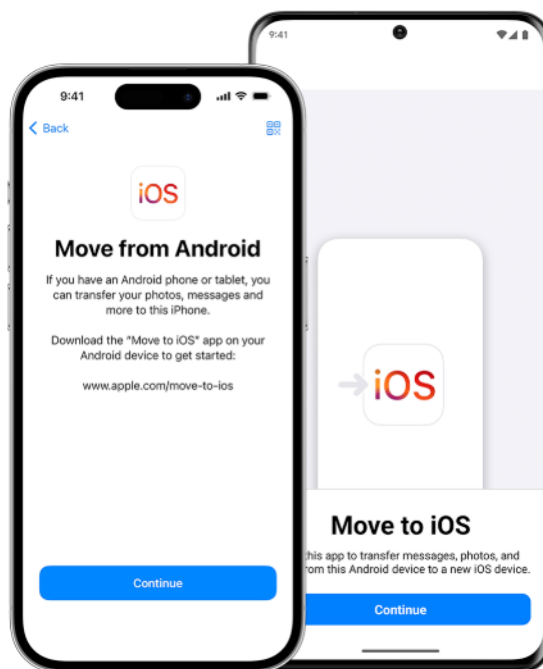 9:41
Back
iOS
Move from Android
If you have an Android phone or tablet, you
can transfer your photos, messages and
more to this iPhone.
Download the "Move to iOS" app on your
Android device to get started:
www.apple.com/move-to-ios
Continue
9:41
iOS
Move to iOS
this app to transfer messages, photos, and
from this Android device to a new iOS device.
Continue